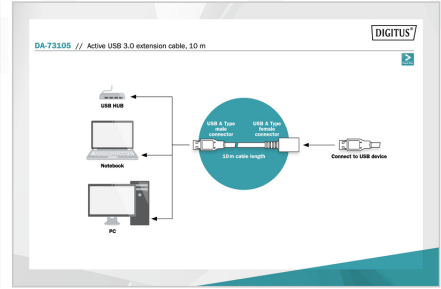 DIGITUS®
DA-73105 // Active USB 3.0 extension cable, 10 m
USB HUB
USB A Type
male
connector
USB A Type
female
connector
10m cable length
Notebook
Connect to USB device
PC